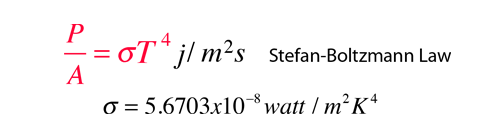 P/A = σT⁴ j/m²s Stefan-Boltzmann Law
σ = 5.6703x10⁻⁸ watt / m²K⁴